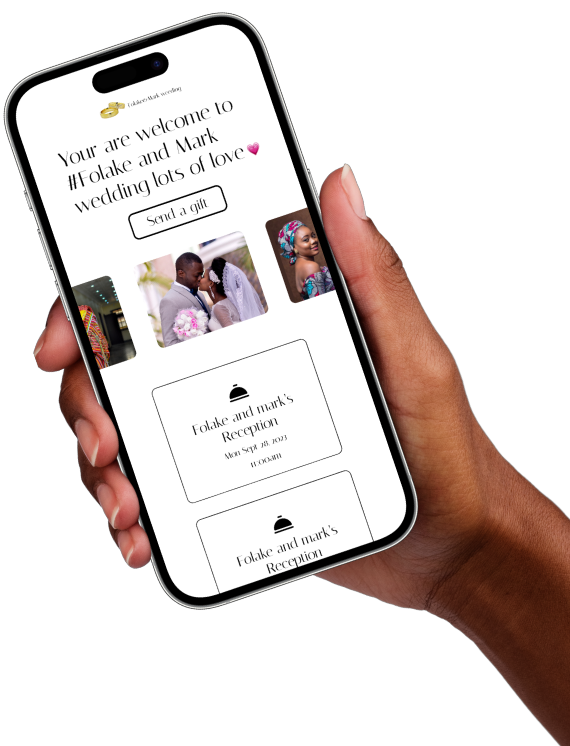 Folake&Mark weeding
Your are welcome to
#Folake and Mark
wedding lots of love
Send a gift
Folake and mark's
Reception
Mon Sept 28, 2023
11:00am
Folake and mark's
Reception